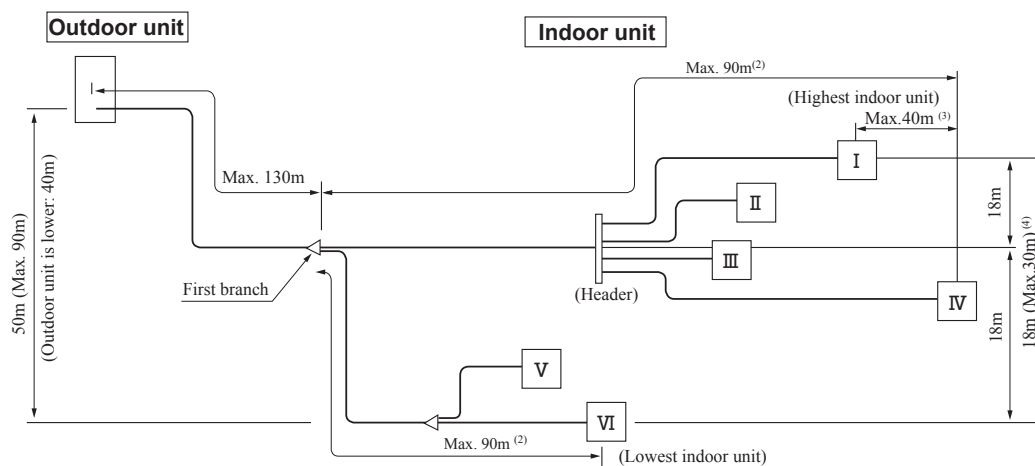 Outdoor unit
Indoor unit
Max. 90m(2)
(Highest indoor unit)
Max.40m (3)
I
I
Max. 130m
II
18m
50m (Max. 90m)
(Outdoor unit is lower: 40m)
First branch
(Header)
III
IV
18m
18m (Max.30m) (4)
V
VI
Max. 90m (2)
(Lowest indoor unit)